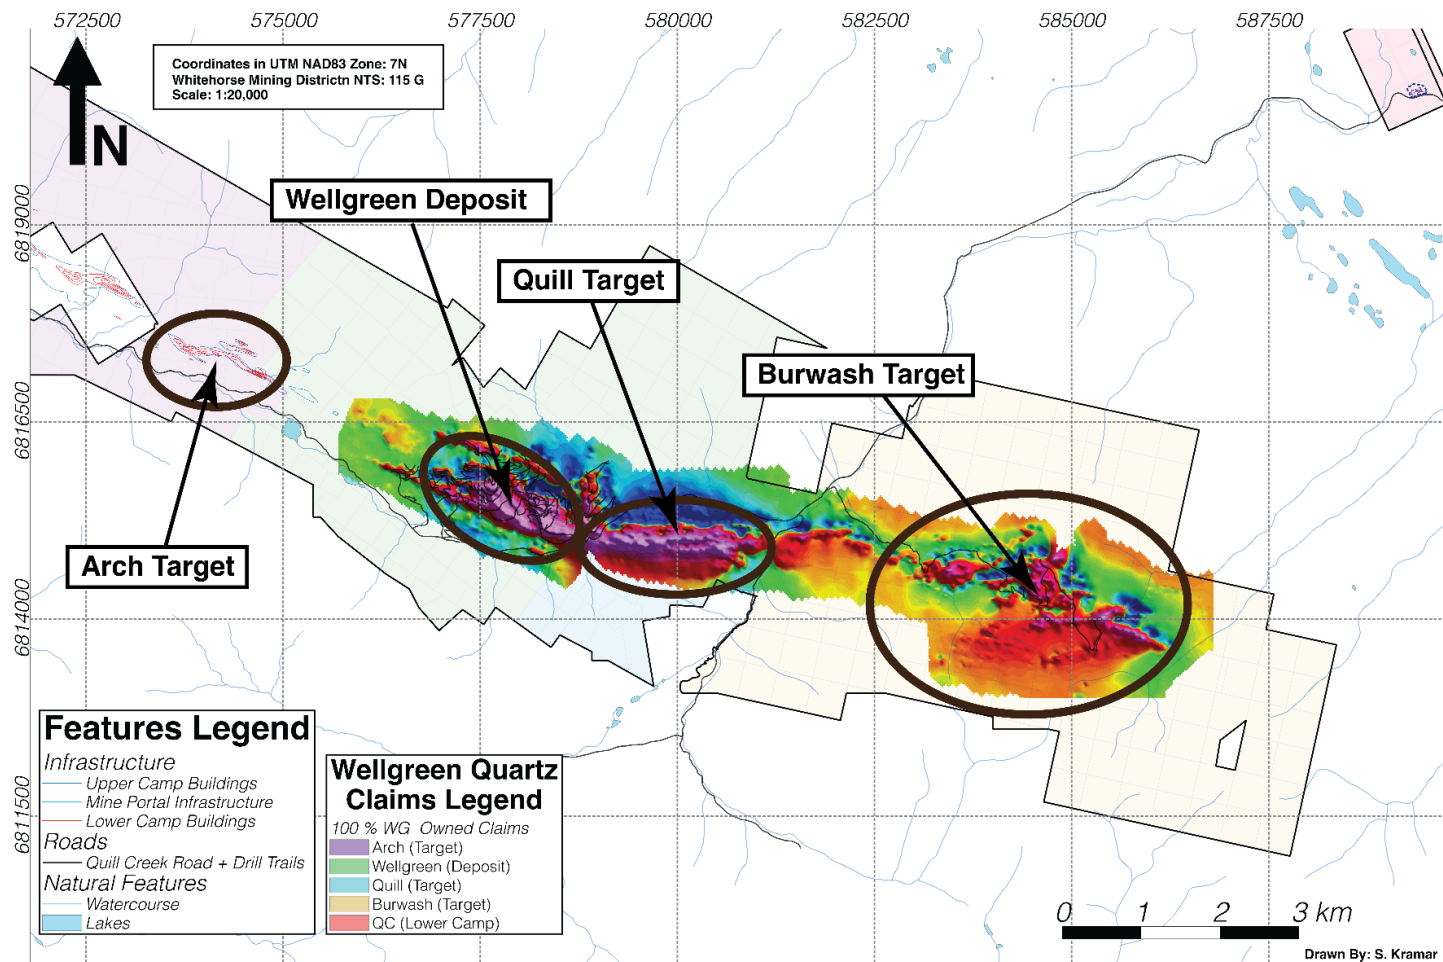 572500 575000 577500 580000 582500 585000 587500
Coordinates in UTM NAD83 Zone: 7N
Whitehorse Mining Districtn NTS: 115 G
Scale: 1:20,000
N
Wellgreen Deposit
6819000
Quill Target
Burwash Target
6816500
Arch Target
6814000
Features Legend
Infrastructure
Upper Camp Buildings
Mine Portal Infrastructure
Lower Camp Buildings
Roads
Quill Creek Road + Drill Trails
Natural Features
Watercourse
Lakes
6811500
Wellgreen Quartz
Claims Legend
100 % WG Owned Claims
Arch (Target)
Wellgreen (Deposit)
Quill (Target)
Burwash (Target)
QC (Lower Camp)
0 1 2 3 km
Drawn By: S. Kramar